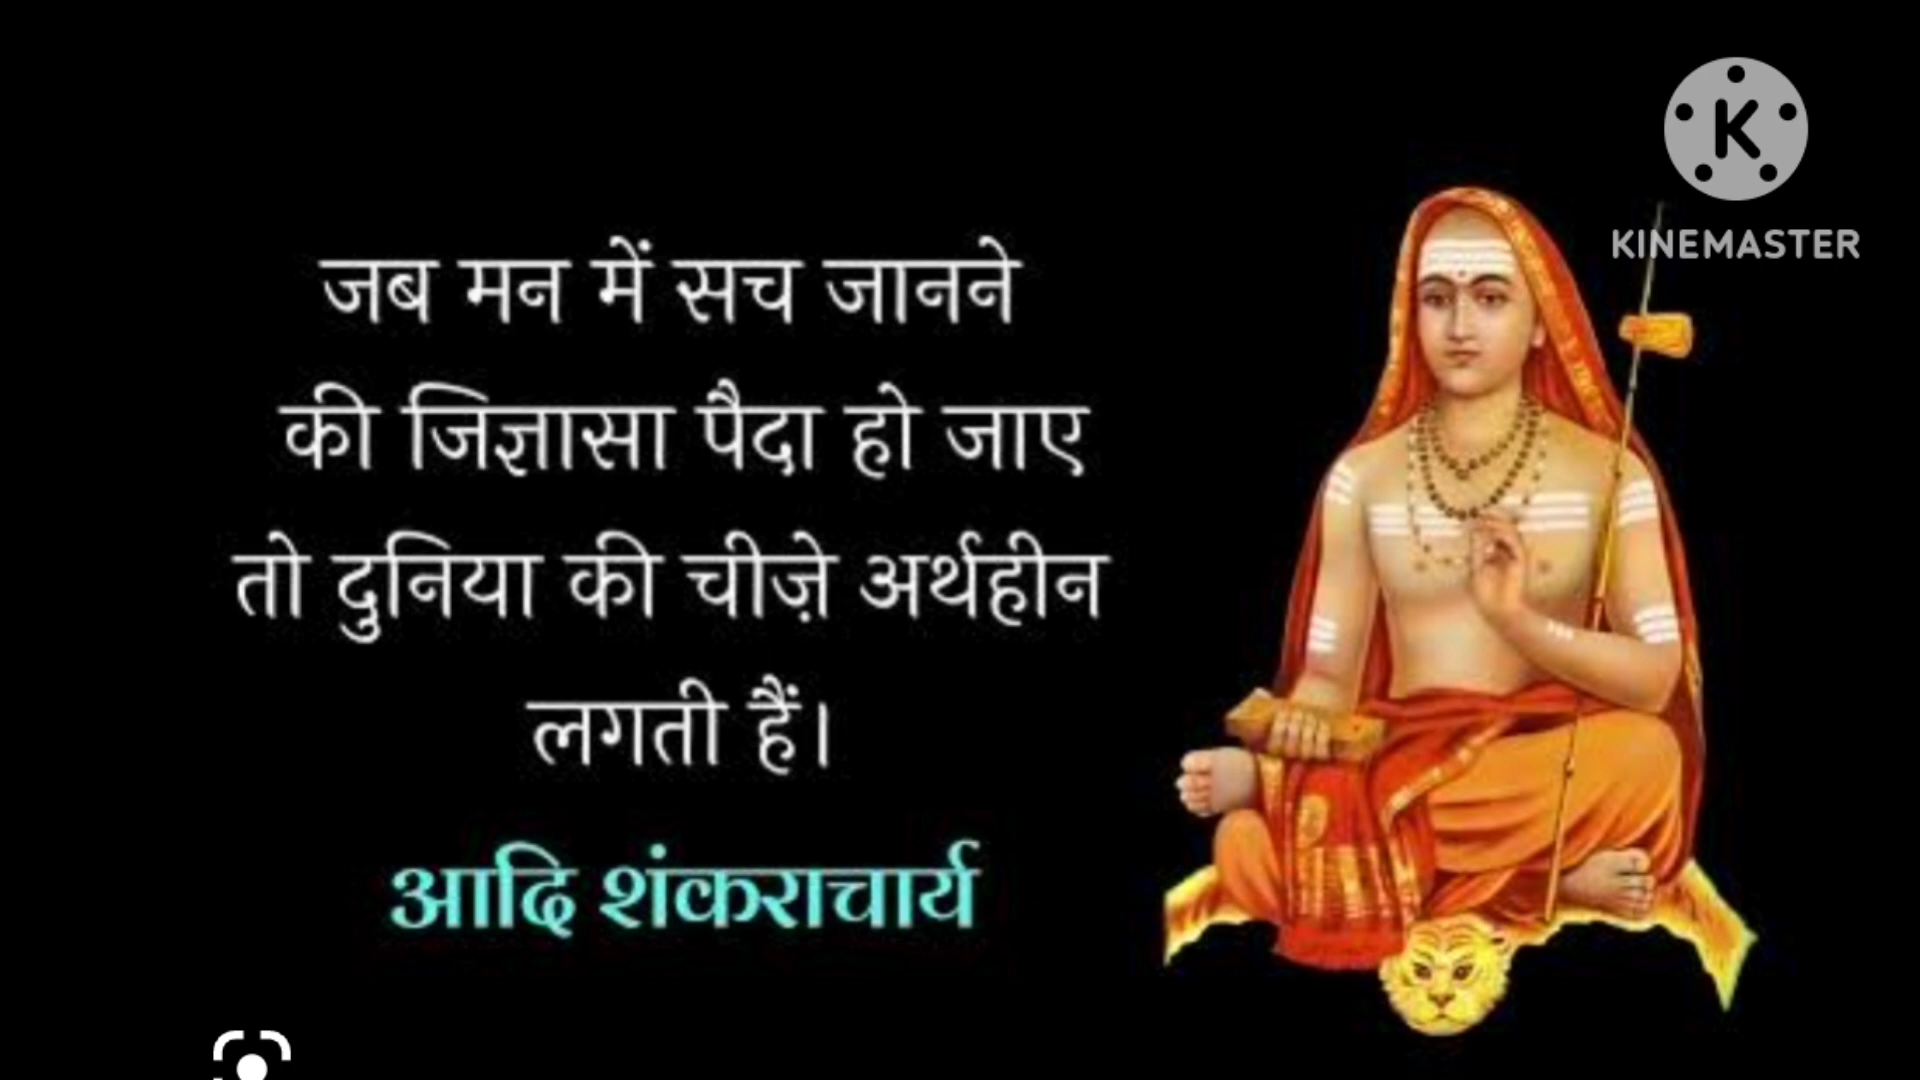 KINEMASTER
जब मन में सच जानने
की जिज्ञासा पैदा हो जाए
तो दुनिया की चीज़े अर्थहीन
लगती हैं।
आदि शंकराचार्य